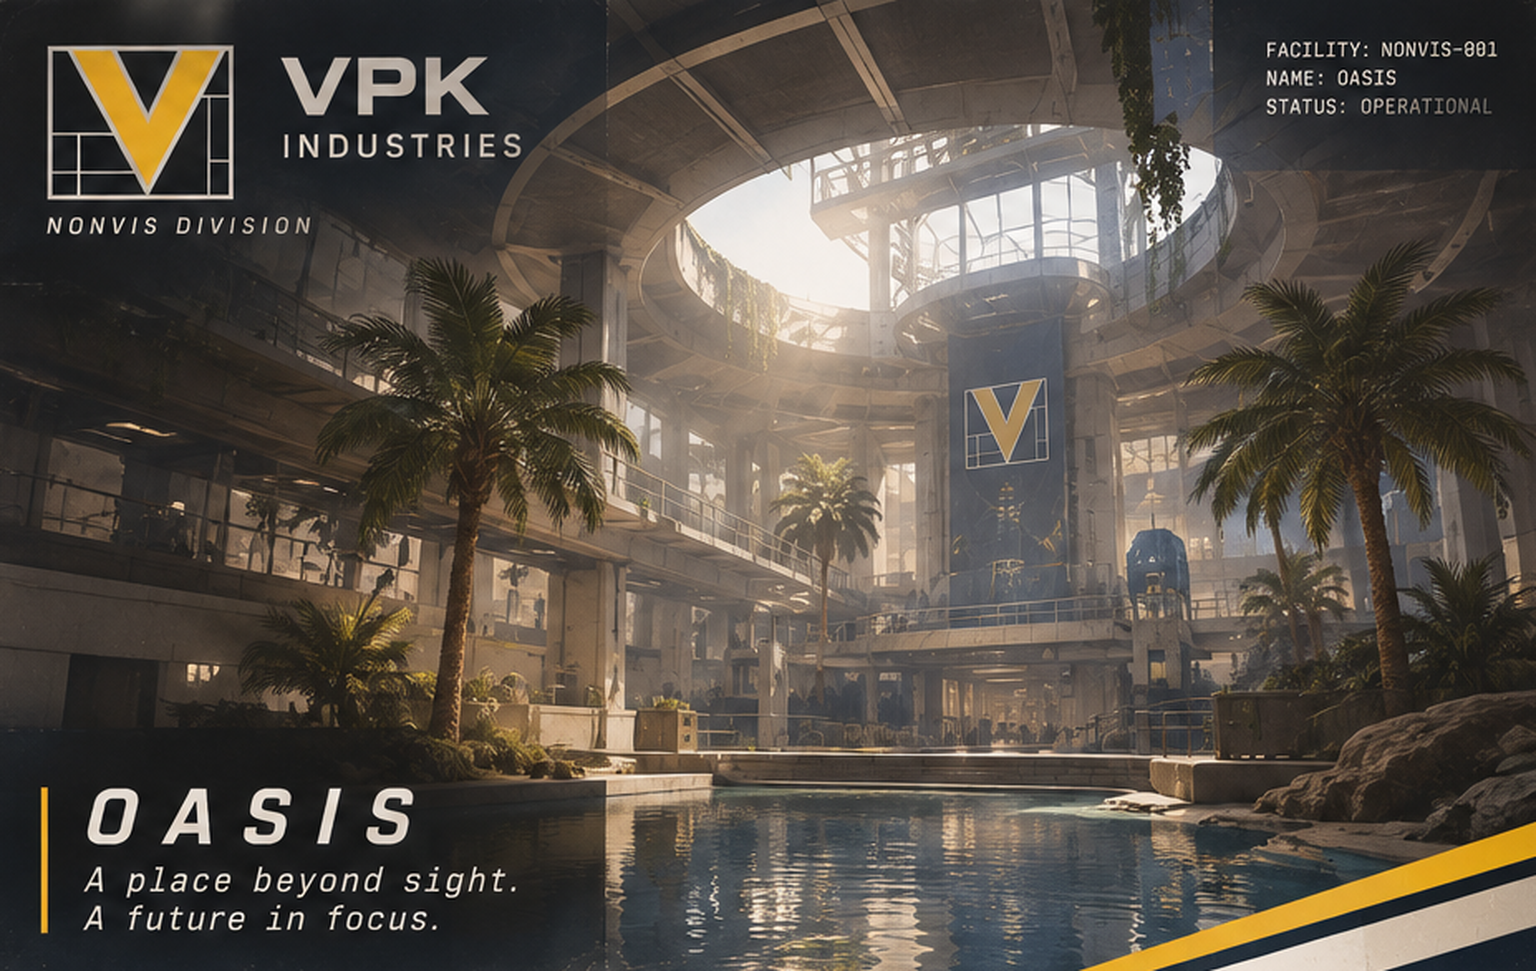 VPK
INDUSTRIES
NONVIS DIVISION
FACILITY: NONVIS-001
NAME: OASIS
STATUS: OPERATIONAL
OASIS
A place beyond sight.
A future in focus.